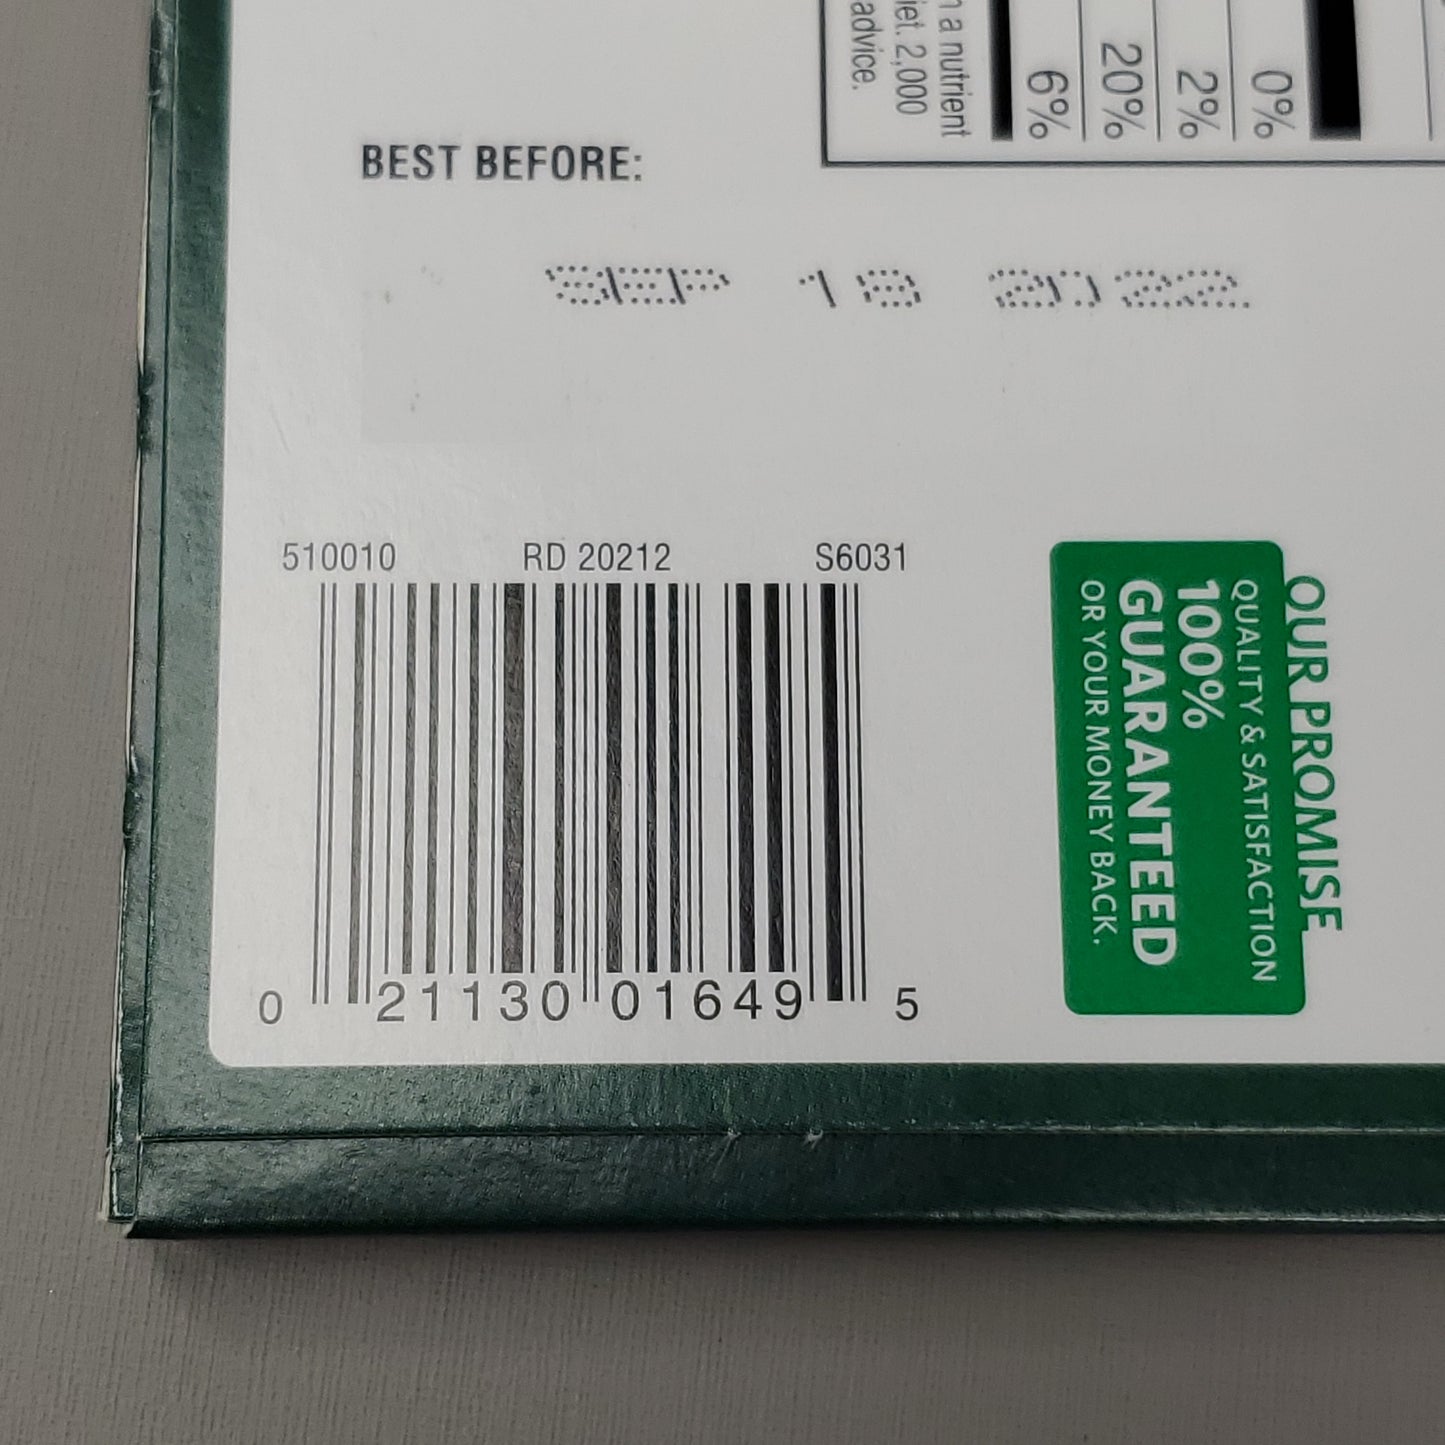 n a nutrient
iet. 2,000
advice.
6%
20%
2%
0%
BEST BEFORE:
SEP 19 2022
510010 RD 20212 S6031
0 21130 01649 5
OUR PROMISE
QUALITY & SATISFACTION
100%
GUARANTEED
OR YOUR MONEY BACK.